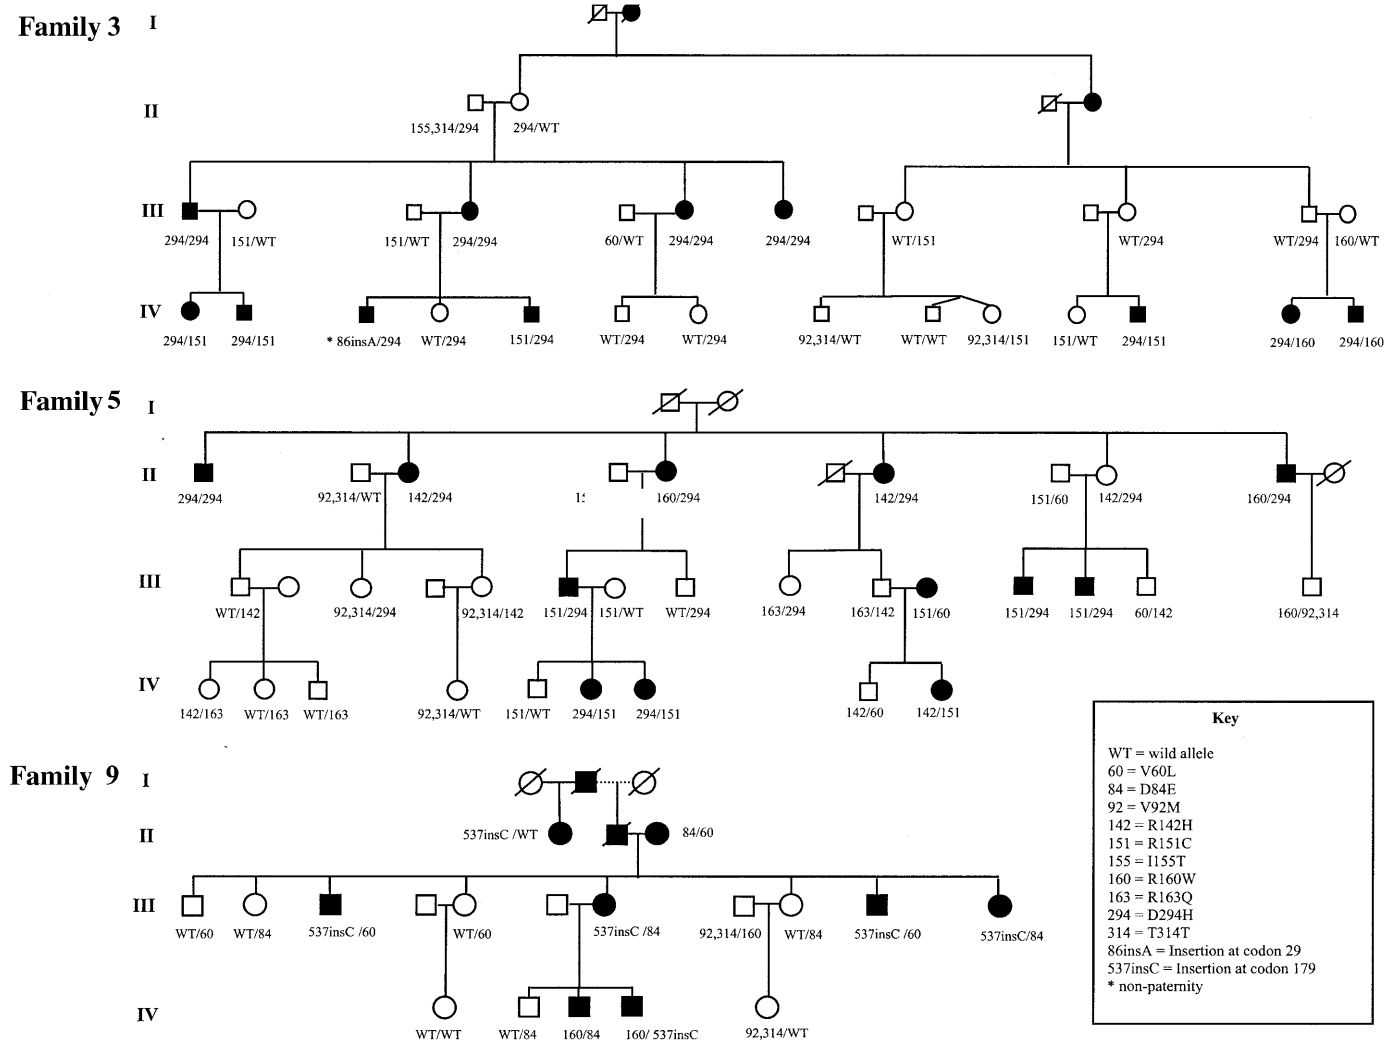 Family 3
I
II
155,314/294 294/WT
III
294/294 151/WT 151/WT 294/294 60/WT 294/294 294/294 WT/151 WT/294 WT/294 160/WT
IV
294/151 294/151 * 86insA/294 WT/294 151/294 WT/294 WT/294 92,314/WT WT/WT 92,314/151 151/WT 294/151 294/160 294/160
Family 5
I
II
294/294 92,314/WT 142/294 160/294 142/294 151/60 142/294 160/294
III
WT/142 92,314/294 92,314/142 151/294 151/WT WT/294 163/294 163/142 151/60 151/294 151/294 60/142 160/92,314
IV
142/163 WT/163 WT/163 92,314/WT 151/WT 294/151 294/151 142/60 142/151
Family 9
I
II
537insC /WT 84/60
III
WT/60 WT/84 537insC /60 WT/60 537insC /84 92,314/160 WT/84 537insC /60 537insC/84
IV
WT/WT WT/84 160/84 160/ 537insC 92,314/WT
Key
WT = wild allele
60 = V60L
84 = D84E
92 = V92M
142 = R142H
151 = R151C
155 = I155T
160 = R160W
163 = R163Q
294 = D294H
314 = T314T
86insA = Insertion at codon 29
537insC = Insertion at codon 179
* non-paternity